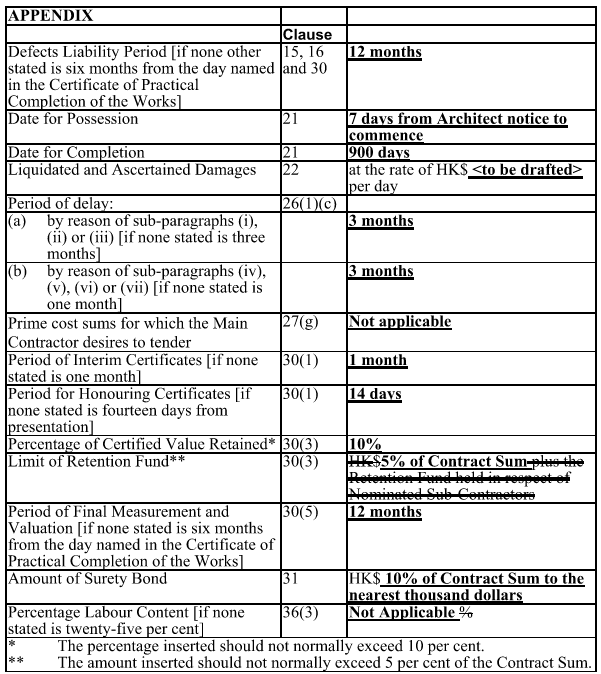 APPENDIX
Clause
Defects Liability Period [if none other 15, 16 12 months
stated is six months from the day named and 30
in the Certificate of Practical
Completion of the Works]
Date for Possession 21 7 days from Architect notice to
commence
Date for Completion 21 900 days
Liquidated and Ascertained Damages 22 at the rate of HK$ <to be drafted>
per day
Period of delay: 26(1)(c)
(a) by reason of sub-paragraphs (i), 3 months
(ii) or (iii) [if none stated is three
months]
(b) by reason of sub-paragraphs (iv), 3 months
(v), (vi) or (vii) [if none stated is
one month]
Prime cost sums for which the Main 27(g) Not applicable
Contractor desires to tender
Period of Interim Certificates [if none 30(1) 1 month
stated is one month]
Period for Honouring Certificates [if 30(1) 14 days
none stated is fourteen days from
presentation]
Percentage of Certified Value Retained* 30(3) 10%
Limit of Retention Fund** 30(3) HK$5% of Contract Sum plus the
Retention Fund held in respect of
Nominated Sub-Contractors
Period of Final Measurement and 30(5) 12 months
Valuation [if none stated is six months
from the day named in the Certificate of
Practical Completion of the Works]
Amount of Surety Bond 31 HK$ 10% of Contract Sum to the
nearest thousand dollars
Percentage Labour Content [if none 36(3) Not Applicable %
stated is twenty-five per cent]
* The percentage inserted should not normally exceed 10 per cent.
** The amount inserted should not normally exceed 5 per cent of the Contract Sum.